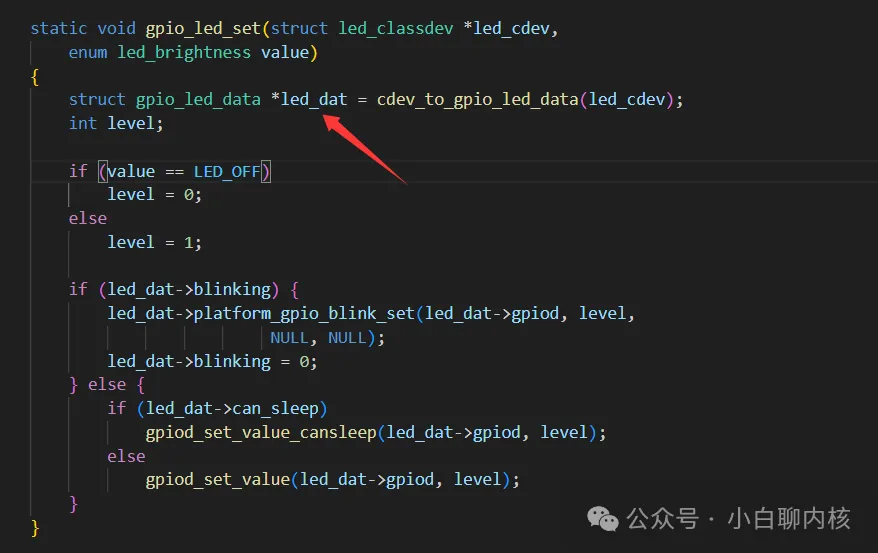 static void gpio_led_set(struct led_classdev *led_cdev,
    enum led_brightness value)
{
    struct gpio_led_data *led_dat = cdev_to_gpio_led_data(led_cdev);
    int level;

    if (value == LED_OFF)
        level = 0;
    else
        level = 1;

    if (led_dat->blinking) {
        led_dat->platform_gpio_blink_set(led_dat->gpiod, level,
                         NULL, NULL);
        led_dat->blinking = 0;
    } else {
        if (led_dat->can_sleep)
            gpiod_set_value_cansleep(led_dat->gpiod, level);
        else
            gpiod_set_value(led_dat->gpiod, level);
    }
}
公众号 · 小白聊内核